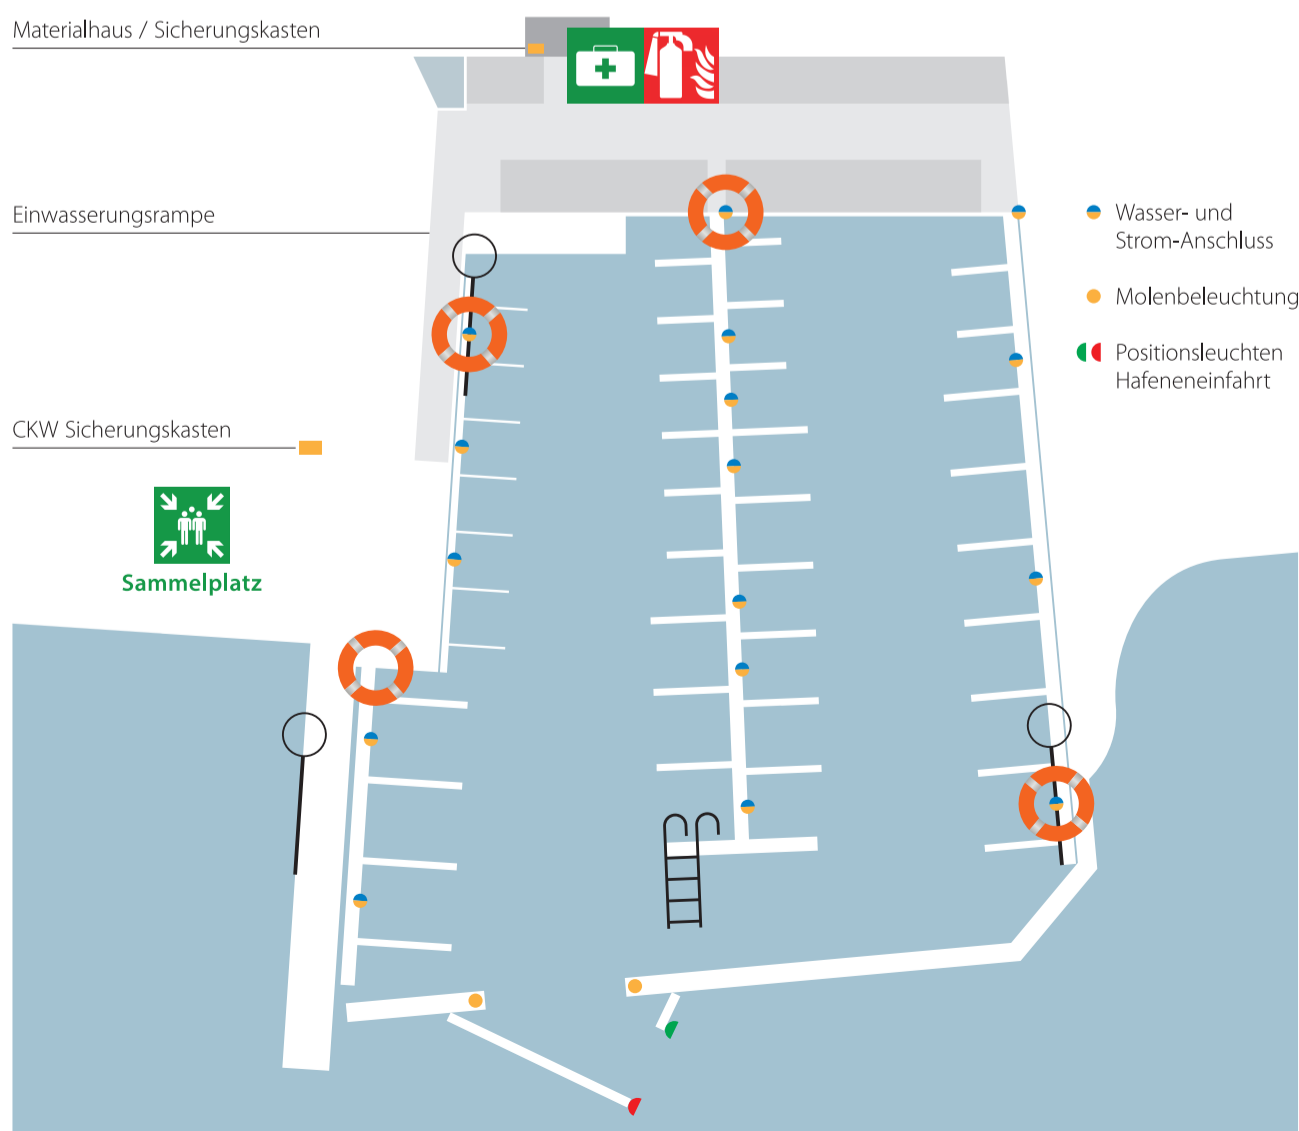 Materialhaus / Sicherungskasten
Einwasserungsrampe
CKW Sicherungskasten
Sammelplatz
Wasser- und
Strom-Anschluss
Molenbeleuchtung
Positionsleuchten
Hafeneneinfahrt